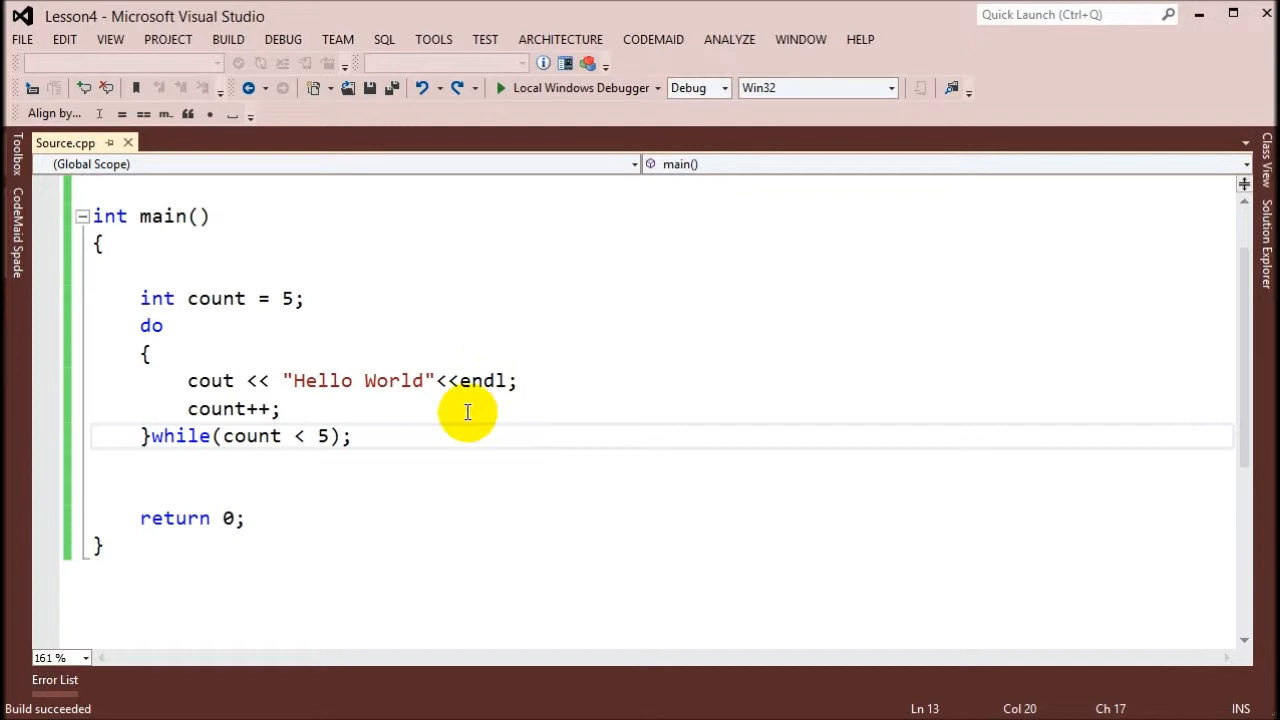 Lesson4 - Microsoft Visual Studio
Quick Launch (Ctrl+Q)
FILE EDIT VIEW PROJECT BUILD DEBUG TEAM SQL TOOLS TEST ARCHITECTURE CODEMAID ANALYZE WINDOW HELP
Local Windows Debugger Debug Win32
Align by... = == m_ “ •
Source.cpp
(Global Scope) main()
Toolbox
CodeMaid Spade
Class View
Solution Explorer
int main()
{
int count = 5;
do
{
cout << "Hello World"<<endl;
count++;
}while(count < 5);
return 0;
}
161 %
Error List
Build succeeded Ln 13 Col 20 Ch 17 INS